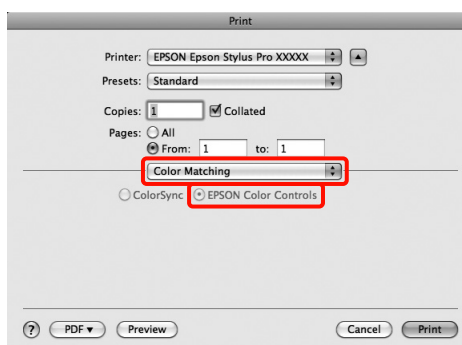 Print
Printer: EPSON Epson Stylus Pro XXXXX
Presets: Standard
Copies: 1 Collated
Pages: All
From: 1 to: 1
Color Matching
ColorSync EPSON Color Controls
? PDF ▾ Preview Cancel Print